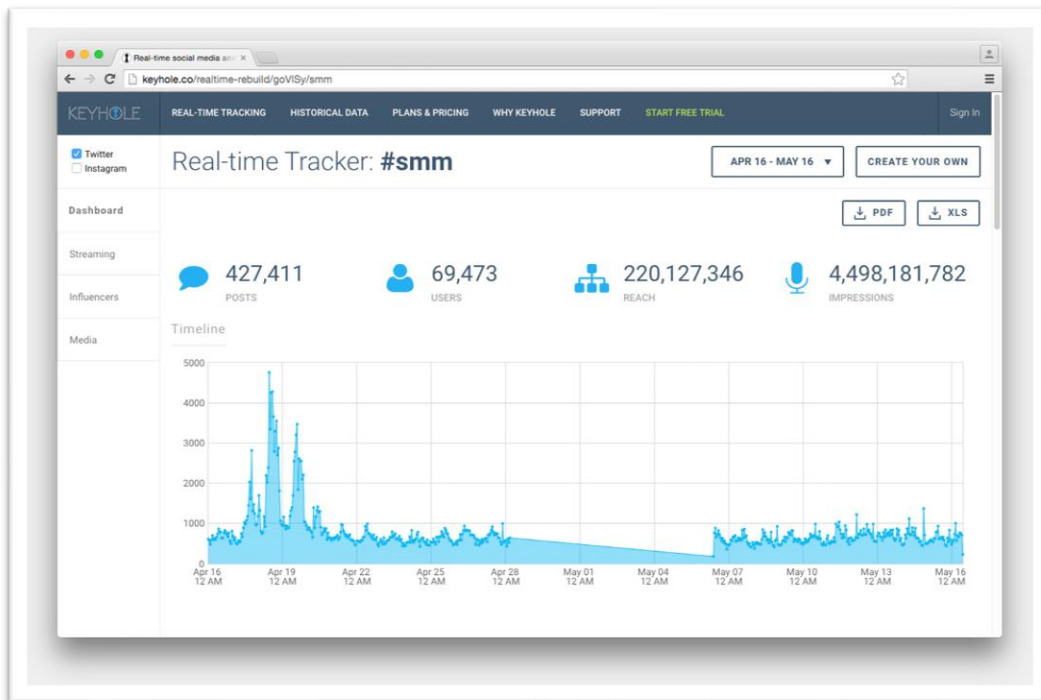 Real-time social media and
keyhole.co/realtime-rebuild/goVISy/smm
KEYHOLE REAL-TIME TRACKING HISTORICAL DATA PLANS & PRICING WHY KEYHOLE SUPPORT START FREE TRIAL Sign In
Twitter
Instagram
Real-time Tracker: #smm
APR 16 - MAY 16
CREATE YOUR OWN
Dashboard
PDF
XLS
Streaming
Influencers
Media
427,411
POSTS
69,473
USERS
220,127,346
REACH
4,498,181,782
IMPRESSIONS
Timeline
5000
4000
3000
2000
1000
0
Apr 16 Apr 19 Apr 22 Apr 25 Apr 28 May 01 May 04 May 07 May 10 May 13 May 16
12 AM 12 AM 12 AM 12 AM 12 AM 12 AM 12 AM 12 AM 12 AM 12 AM 12 AM